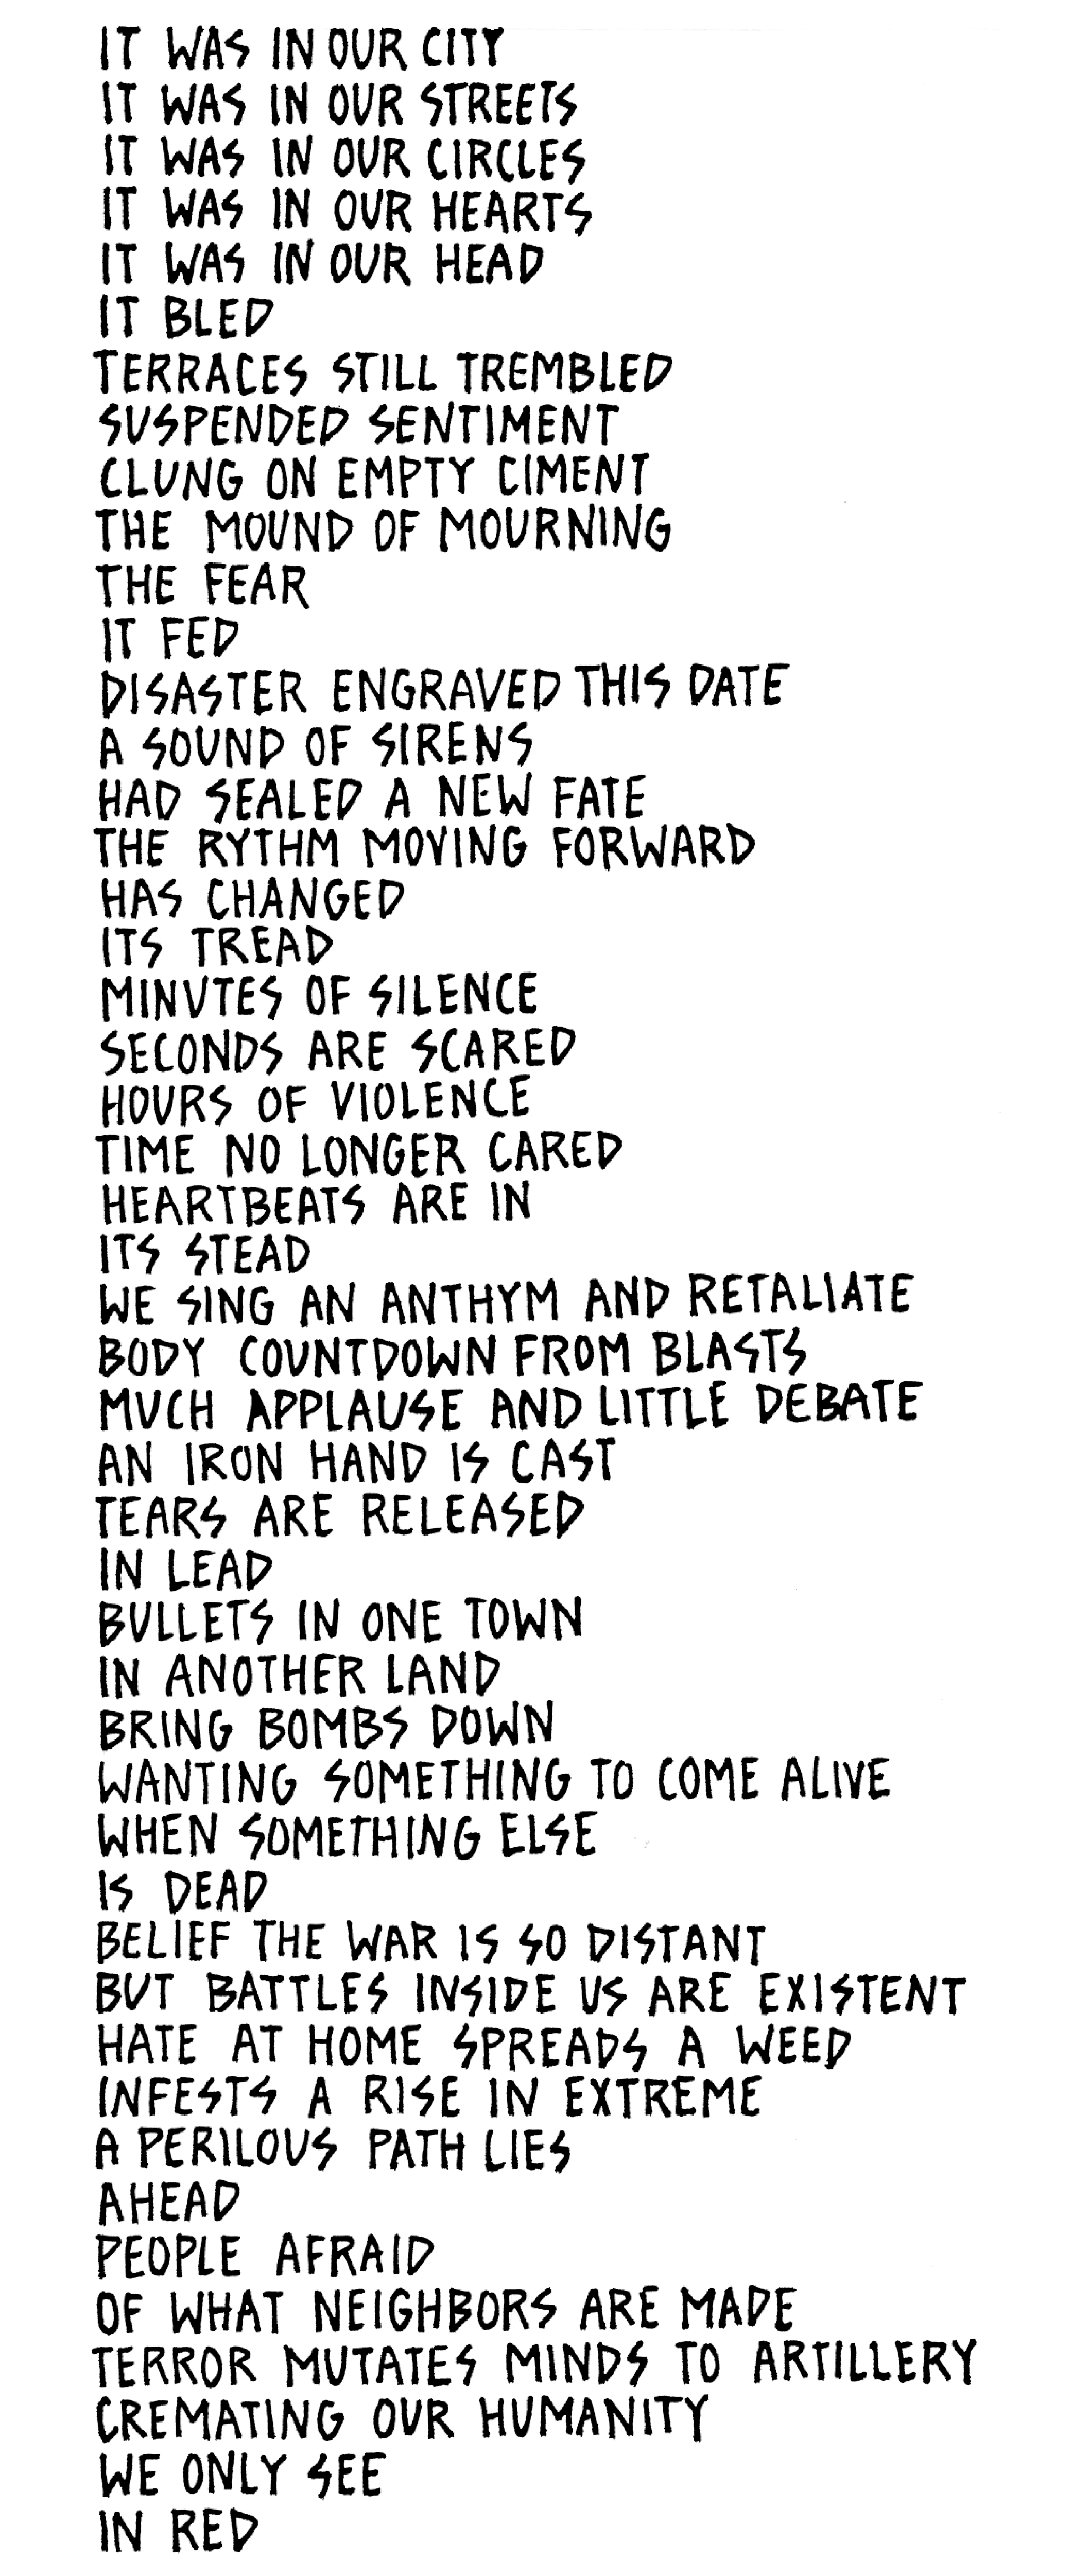 IT WAS IN OUR CITY
IT WAS IN OUR STREETS
IT WAS IN OUR CIRCLES
IT WAS IN OUR HEARTS
IT WAS IN OUR HEAD
IT BLED
TERRACES STILL TREMBLED
SUSPENDED SENTIMENT
CLUNG ON EMPTY CIMENT
THE MOUND OF MOURNING
THE FEAR
IT FED
DISASTER ENGRAVED THIS DATE
A SOUND OF SIRENS
HAD SEALED A NEW FATE
THE RYTHM MOVING FORWARD
HAS CHANGED
ITS TREAD
MINUTES OF SILENCE
SECONDS ARE SCARED
HOURS OF VIOLENCE
TIME NO LONGER CARED
HEARTBEATS ARE IN
ITS STEAD
WE SING AN ANTHYM AND RETALIATE
BODY COUNTDOWN FROM BLASTS
MUCH APPLAUSE AND LITTLE DEBATE
AN IRON HAND IS CAST
TEARS ARE RELEASED
IN LEAD
BULLETS IN ONE TOWN
IN ANOTHER LAND
BRING BOMBS DOWN
WANTING SOMETHING TO COME ALIVE
WHEN SOMETHING ELSE
IS DEAD
BELIEF THE WAR IS SO DISTANT
BUT BATTLES INSIDE US ARE EXISTENT
HATE AT HOME SPREADS A WEED
INFESTS A RISE IN EXTREME
A PERILOUS PATH LIES
AHEAD
PEOPLE AFRAID
OF WHAT NEIGHBORS ARE MADE
TERROR MUTATES MINDS TO ARTILLERY
CREMATING OUR HUMANITY
WE ONLY SEE
IN RED